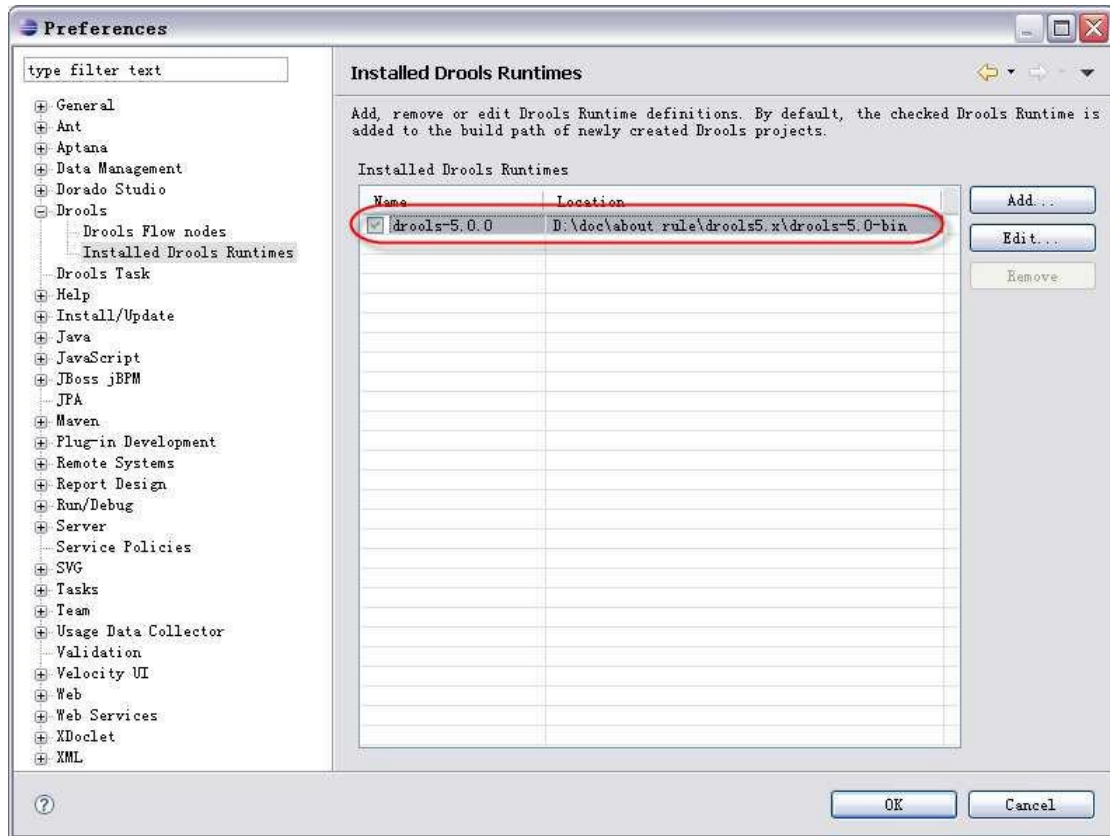 Preferences
type filter text
General
Ant
Aptana
Data Management
Dorado Studio
Drools
Drools Flow nodes
Installed Drools Runtimes
Drools Task
Help
Install/Update
Java
JavaScript
JBoss jBPM
JPA
Maven
Plug-in Development
Remote Systems
Report Design
Run/Debug
Server
Service Policies
SVG
Tasks
Team
Usage Data Collector
Validation
Velocity UI
Web
Web Services
XDoclet
XML
Installed Drools Runtimes
Add, remove or edit Drools Runtime definitions. By default, the checked Drools Runtime is
added to the build path of newly created Drools projects.
Installed Drools Runtimes
Name Location
drools-5.0.0 D:\doc\about rule\drools5.x\drools-5.0-bin
Add...
Edit...
Remove
OK Cancel